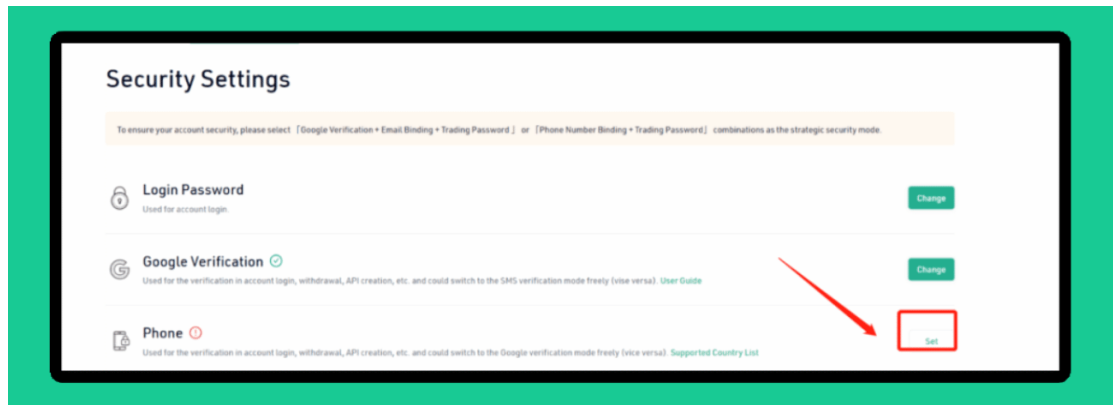 Security Settings
To ensure your account security, please select 「Google Verification + Email Binding + Trading Password 」 or 「Phone Number Binding + Trading Password」 combinations as the strategic security mode.
Login Password
Change
Used for account login.
Google Verification
Change
Used for the verification in account login, withdrawal, API creation, etc. and could switch to the SMS verification mode freely (vise versa). User Guide
Phone
Set
Used for the verification in account login, withdrawal, API creation, etc. and could switch to the Google verification mode freely (vice versa). Supported Country List